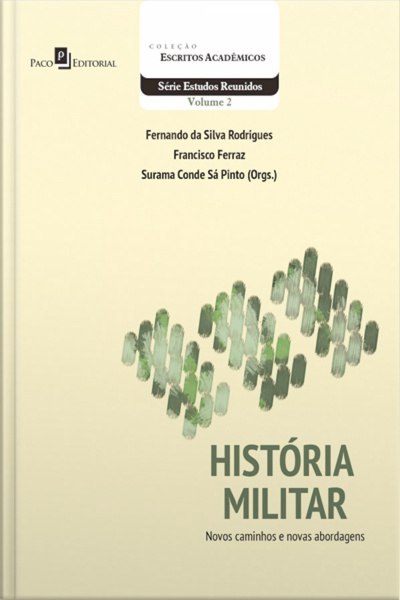 COLEÇÃO
ESCRITOS ACADÊMICOS
PACO EDITORIAL
Série Estudos Reunidos
Volume 2
Fernando da Silva Rodrigues
Francisco Ferraz
Surama Conde Sá Pinto (Orgs.)
HISTÓRIA
MILITAR
Novos caminhos e novas abordagens